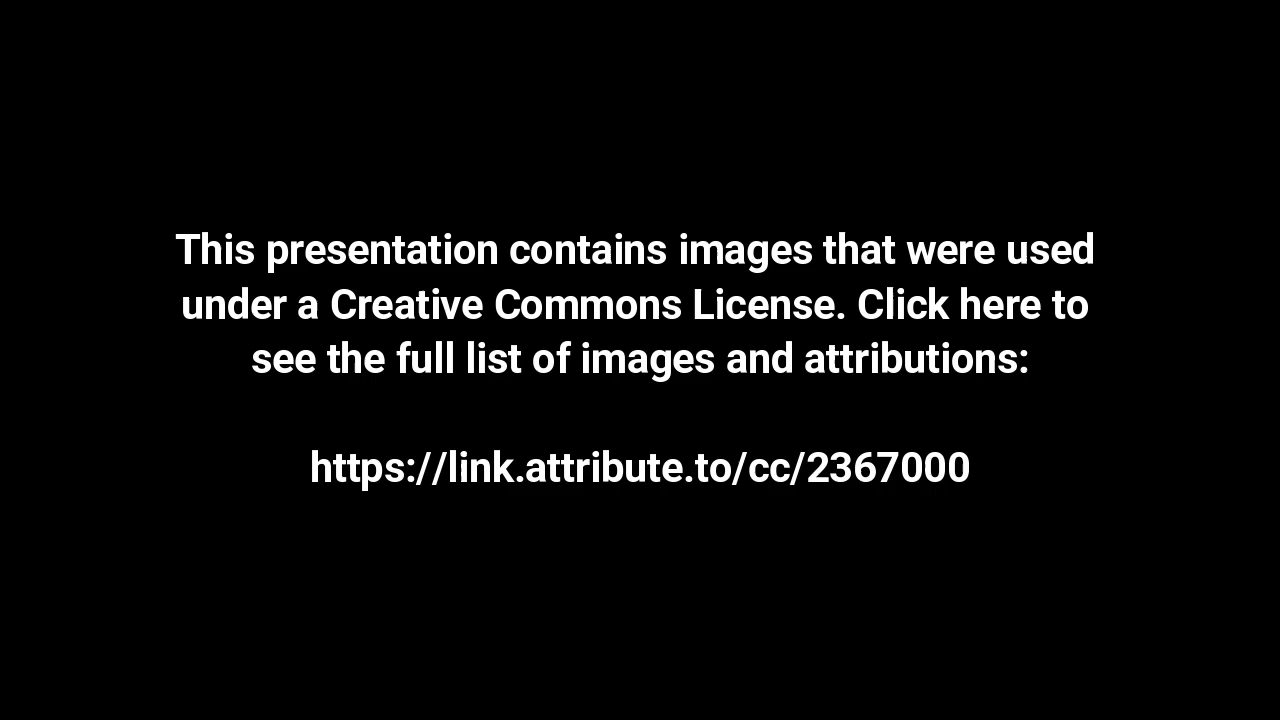 This presentation contains images that were used
under a Creative Commons License. Click here to
see the full list of images and attributions:
https://link.attribute.to/cc/2367000